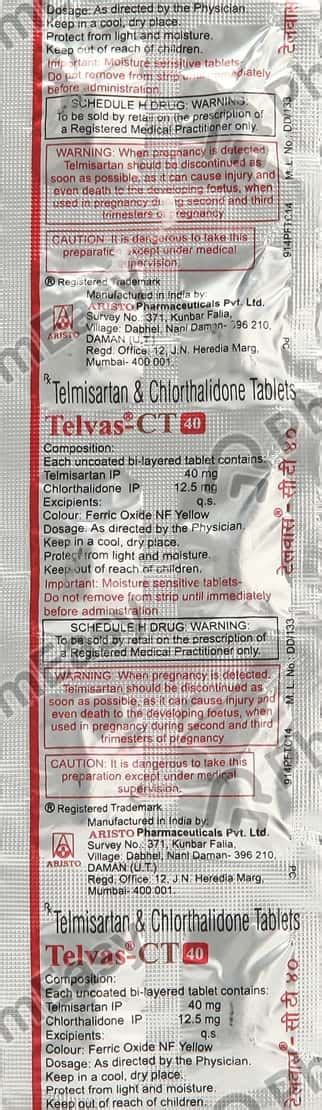 Dosage: As directed by the Physician.
Keep in a cool, dry place.
Protect from light and moisture.
Keep out of reach of children.
Important: Moisture sensitive tablets-
Do not remove from strip until immediately
before administration.
SCHEDULE H DRUG: WARNING:
To be sold by retail on the prescription of
a Registered Medical Practitioner only.
WARNING: When pregnancy is detected,
Telmisartan should be discontinued as
soon as possible, as it can cause injury and
even death to the developing foetus, when
used in pregnancy during second and third
trimesters of pregnancy
CAUTION: It is dangerous to take this
preparation except under medical
supervision.
® Registered Trademark
Manufactured in India by:
ARISTO Pharmaceuticals Pvt. Ltd.
Survey No.: 371, Kunbar Falia,
Village: Dabhel, Nani Daman- 396 210,
DAMAN (U.T.)
Regd. Office: 12, J.N. Heredia Marg,
Mumbai- 400 001.
ARISTO
M. L. No.: DD/133
914PFTC14
PC
Rx Telmisartan & Chlorthalidone Tablets
Telvas®-CT 40
Composition:
Each uncoated bi-layered tablet contains:
Telmisartan IP 40 mg
Chlorthalidone IP 12.5 mg
Excipients: q.s.
Colour: Ferric Oxide NF Yellow
Dosage: As directed by the Physician.
Keep in a cool, dry place.
Protect from light and moisture.
Keep out of reach of children.
Important: Moisture sensitive tablets-
Do not remove from strip until immediately
before administration
टेलवास® - सी टी ४०
SCHEDULE H DRUG: WARNING:
To be sold by retail on the prescription of
a Registered Medical Practitioner only.
WARNING: When pregnancy is detected,
Telmisartan should be discontinued as
soon as possible, as it can cause injury and
even death to the developing foetus, when
used in pregnancy during second and third
trimesters of pregnancy
CAUTION: It is dangerous to take this
preparation except under medical
supervision.
® Registered Trademark
Manufactured in India by:
ARISTO Pharmaceuticals Pvt. Ltd.
Survey No.: 371, Kunbar Falia,
Village: Dabhel, Nani Daman- 396 210,
DAMAN (U.T.)
Regd. Office: 12, J.N. Heredia Marg,
Mumbai- 400 001.
ARISTO
M. L. No.: DD/133
914PFTC14
PC
Rx Telmisartan & Chlorthalidone Tablets
Telvas®-CT 40
Composition:
Each uncoated bi-layered tablet contains:
Telmisartan IP 40 mg
Chlorthalidone IP 12.5 mg
Excipients: q.s
Colour: Ferric Oxide NF Yellow
Dosage: As directed by the Physician.
Keep in a cool, dry place.
Protect from light and moisture.
Keep out of reach of children.
टेलवास® - सी टी ४०